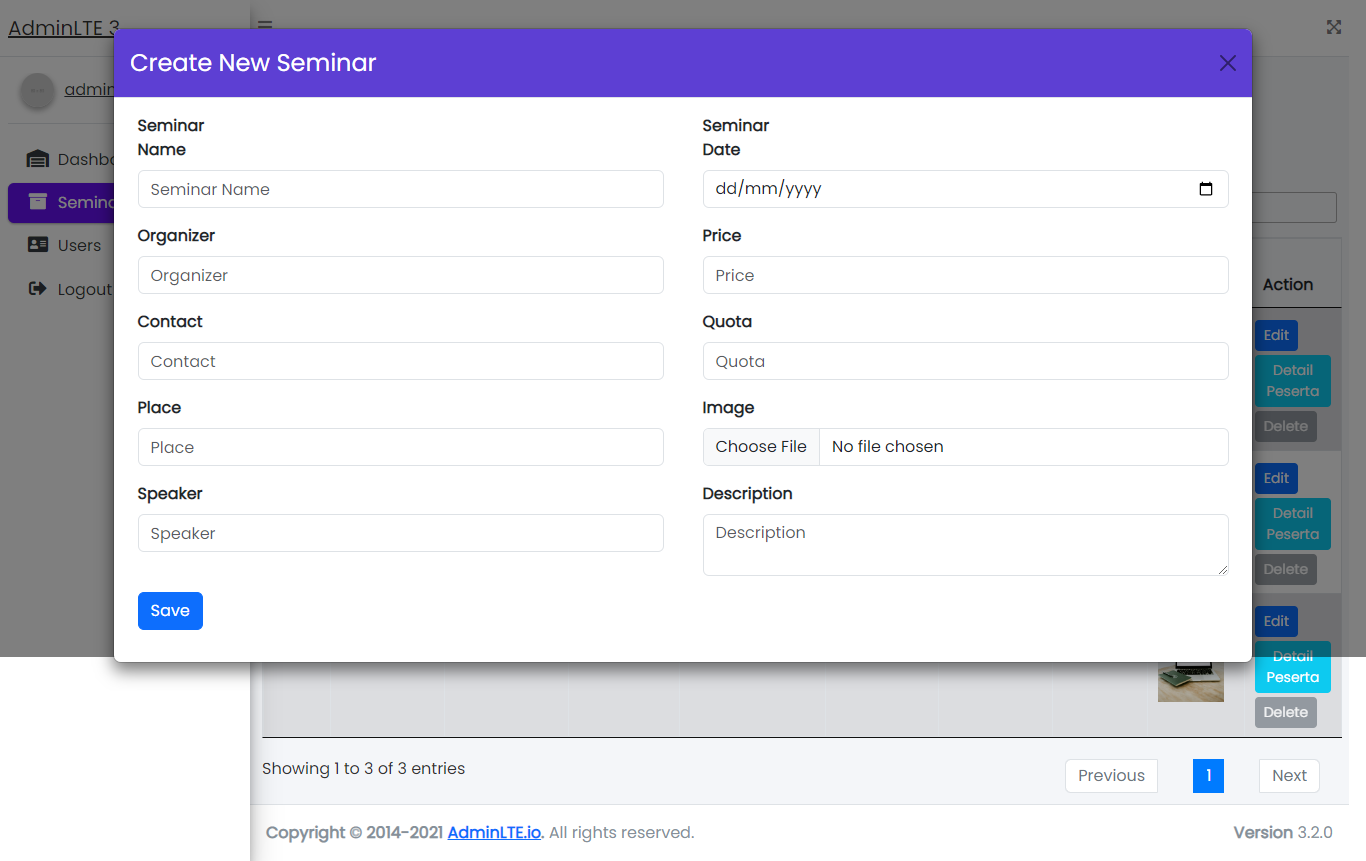 AdminLTE 3
admin
Dashbo
Semina
Users
Logout
Create New Seminar
Seminar
Name
Seminar Name
Organizer
Organizer
Contact
Contact
Place
Place
Speaker
Speaker
Save
Seminar
Date
dd/mm/yyyy
Price
Price
Quota
Quota
Image
Choose File No file chosen
Description
Description
Action
Edit
Detail
Peserta
Delete
Edit
Detail
Peserta
Delete
Edit
Detail
Peserta
Delete
Showing 1 to 3 of 3 entries
Previous 1 Next
Copyright © 2014-2021 AdminLTE.io. All rights reserved.
Version 3.2.0